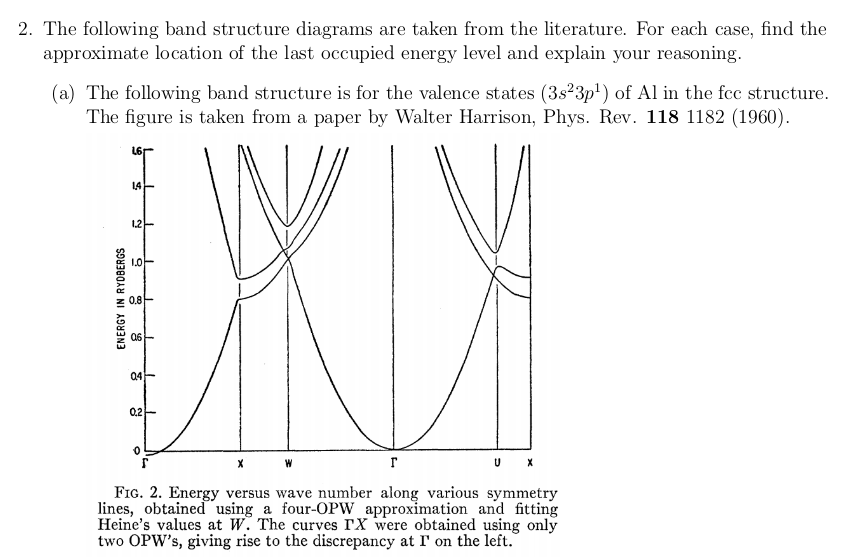 2. The following band structure diagrams are taken from the literature. For each case, find the
approximate location of the last occupied energy level and explain your reasoning.
(a) The following band structure is for the valence states (3s²3p¹) of Al in the fcc structure.
The figure is taken from a paper by Walter Harrison, Phys. Rev. 118 1182 (1960).
1.6
1.4
1.2
1.0
0.8
0.6
0.4
0.2
0
ENERGY IN RYDBERGS
Γ X W Γ U X
FIG. 2. Energy versus wave number along various symmetry
lines, obtained using a four-OPW approximation and fitting
Heine's values at W. The curves ΓX were obtained using only
two OPW's, giving rise to the discrepancy at Γ on the left.